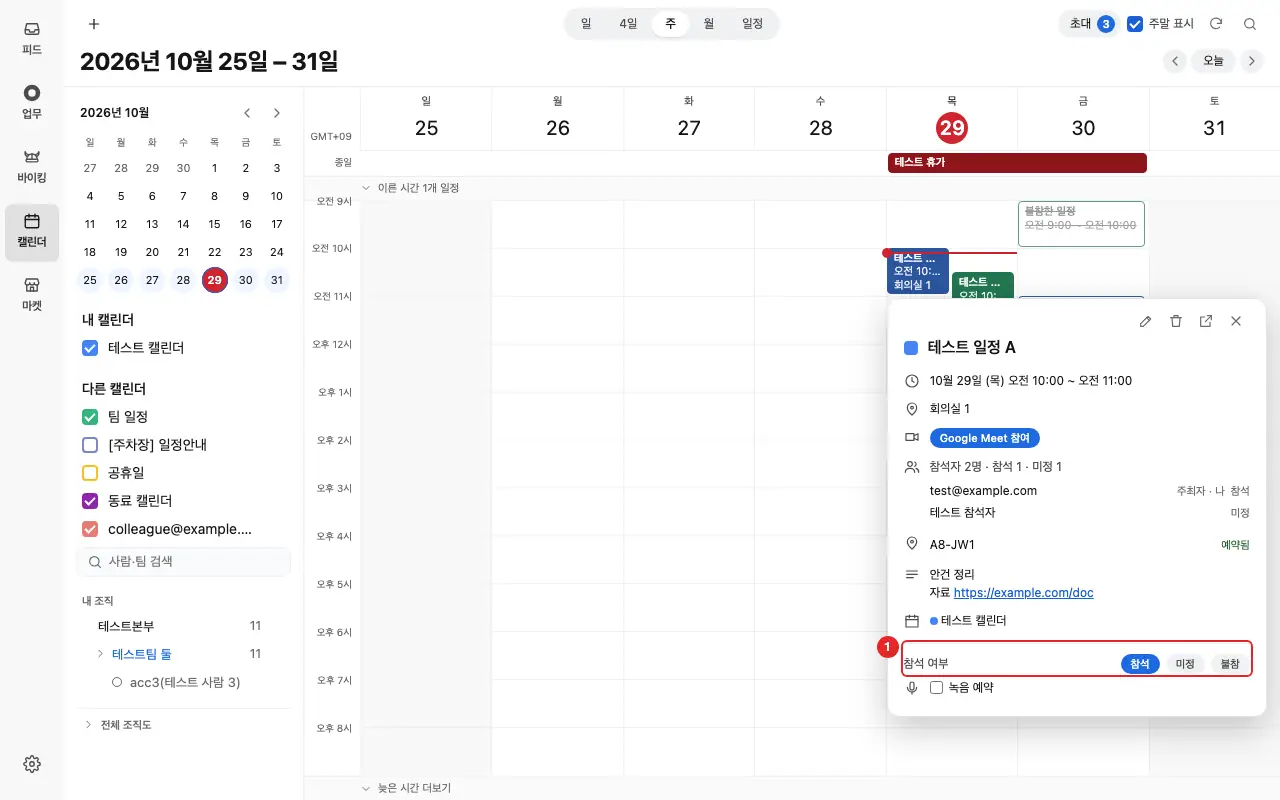 피드
업무
바이킹
캘린더
마켓
일 4일 주 월 일정
초대 3 주말 표시
2026년 10월 25일 – 31일
오늘
2026년 10월
일 월 화 수 목 금 토
27 28 29 30 1 2 3
4 5 6 7 8 9 10
11 12 13 14 15 16 17
18 19 20 21 22 23 24
25 26 27 28 29 30 31
내 캘린더
테스트 캘린더
다른 캘린더
팀 일정
[주차장] 일정안내
공휴일
동료 캘린더
colleague@example....
사람·팀 검색
내 조직
테스트본부 11
테스트팀 둘 11
acc3(테스트 사람 3)
전체 조직도
GMT+09
일 월 화 수 목 금 토
25 26 27 28 29 30 31
종일
테스트 휴가
이른 시간 1개 일정
오전 9시
오전 10시
오전 11시
오후 12시
오후 1시
오후 2시
오후 3시
오후 4시
오후 5시
오후 6시
오후 7시
오후 8시
불참한 일정
오전 9:00 ~ 오전 10:00
테스트 ...
오전 10:...
회의실 1
테스트 ...
오전 10:...
테스트 일정 A
10월 29일 (목) 오전 10:00 ~ 오전 11:00
회의실 1
Google Meet 참여
참석자 2명 · 참석 1 · 미정 1
test@example.com 주최자 · 나 참석
테스트 참석자 미정
A8-JW1 예약됨
안건 정리
자료 https://example.com/doc
테스트 캘린더
1
참석 여부 참석 미정 불참
녹음 예약
늦은 시간 더보기